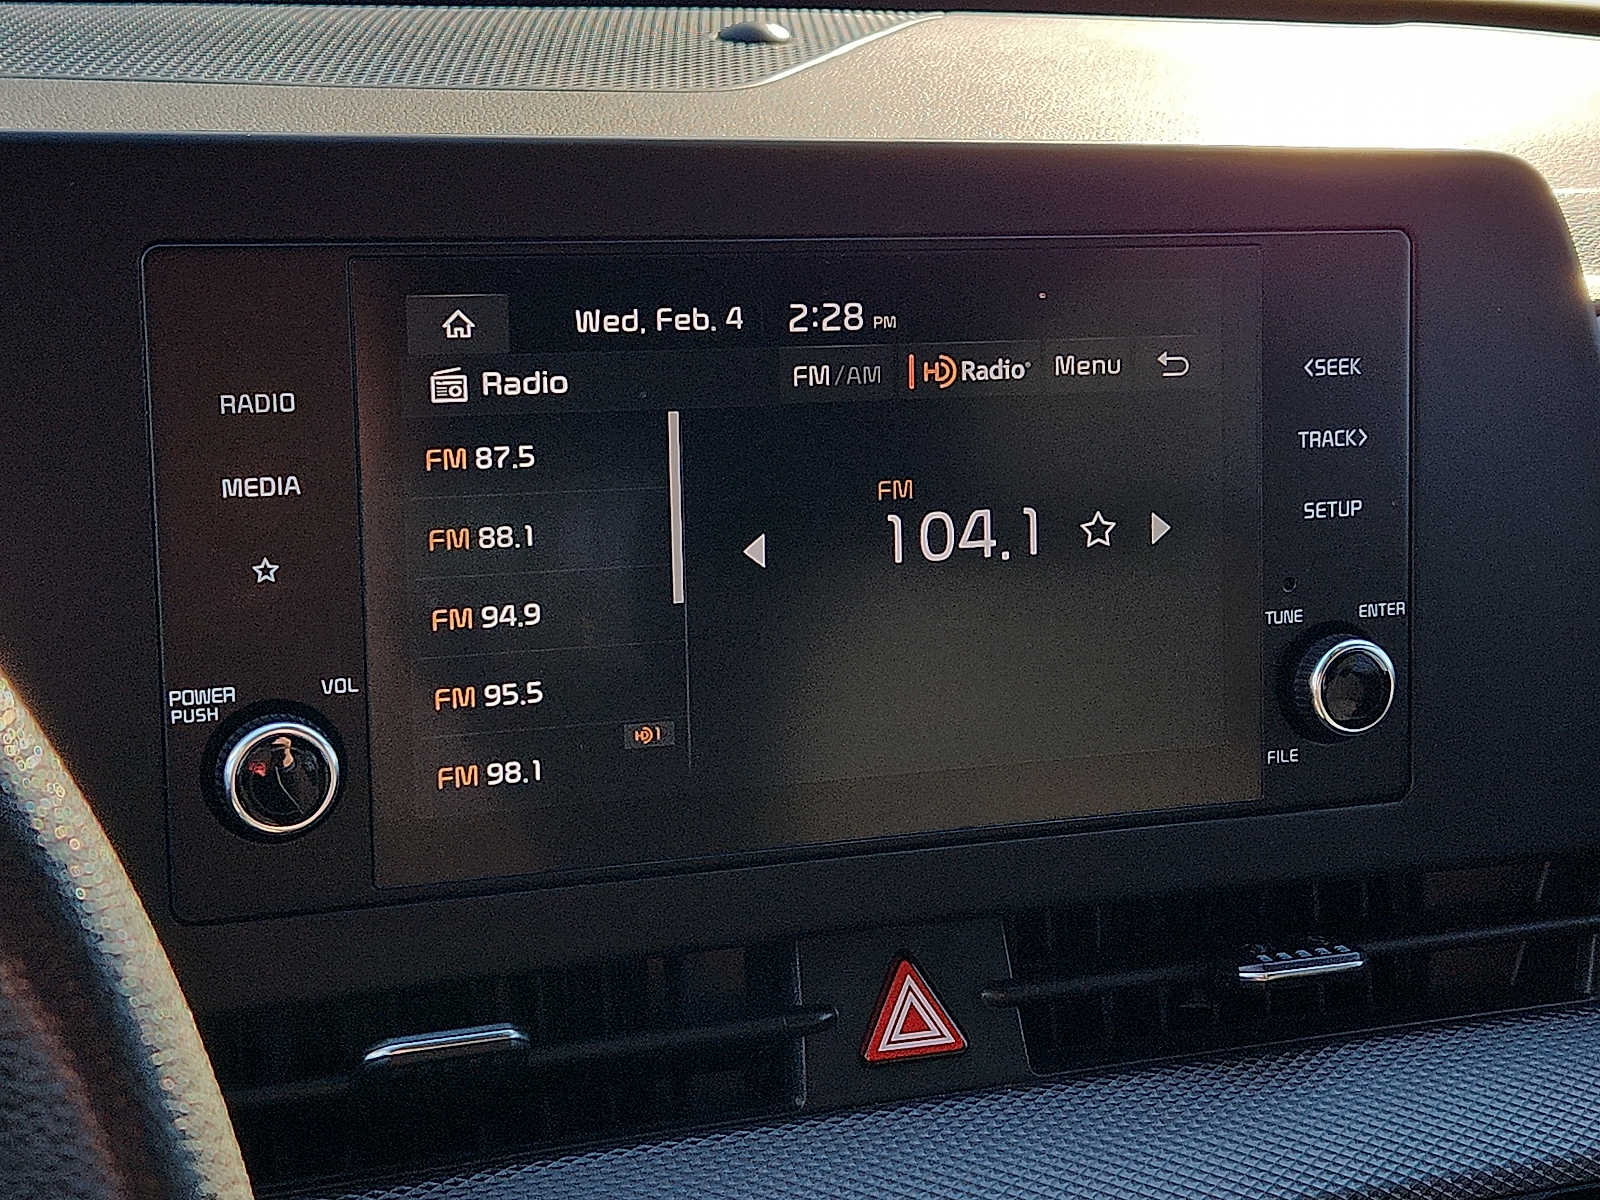 Wed, Feb. 4 2:28 PM
Radio FM/AM HD Radio Menu
FM 87.5
FM 88.1
FM 94.9
FM 95.5
HD1
FM 98.1
FM
104.1
RADIO
MEDIA
POWER
PUSH
VOL
<SEEK
TRACK>
SETUP
TUNE
ENTER
FILE